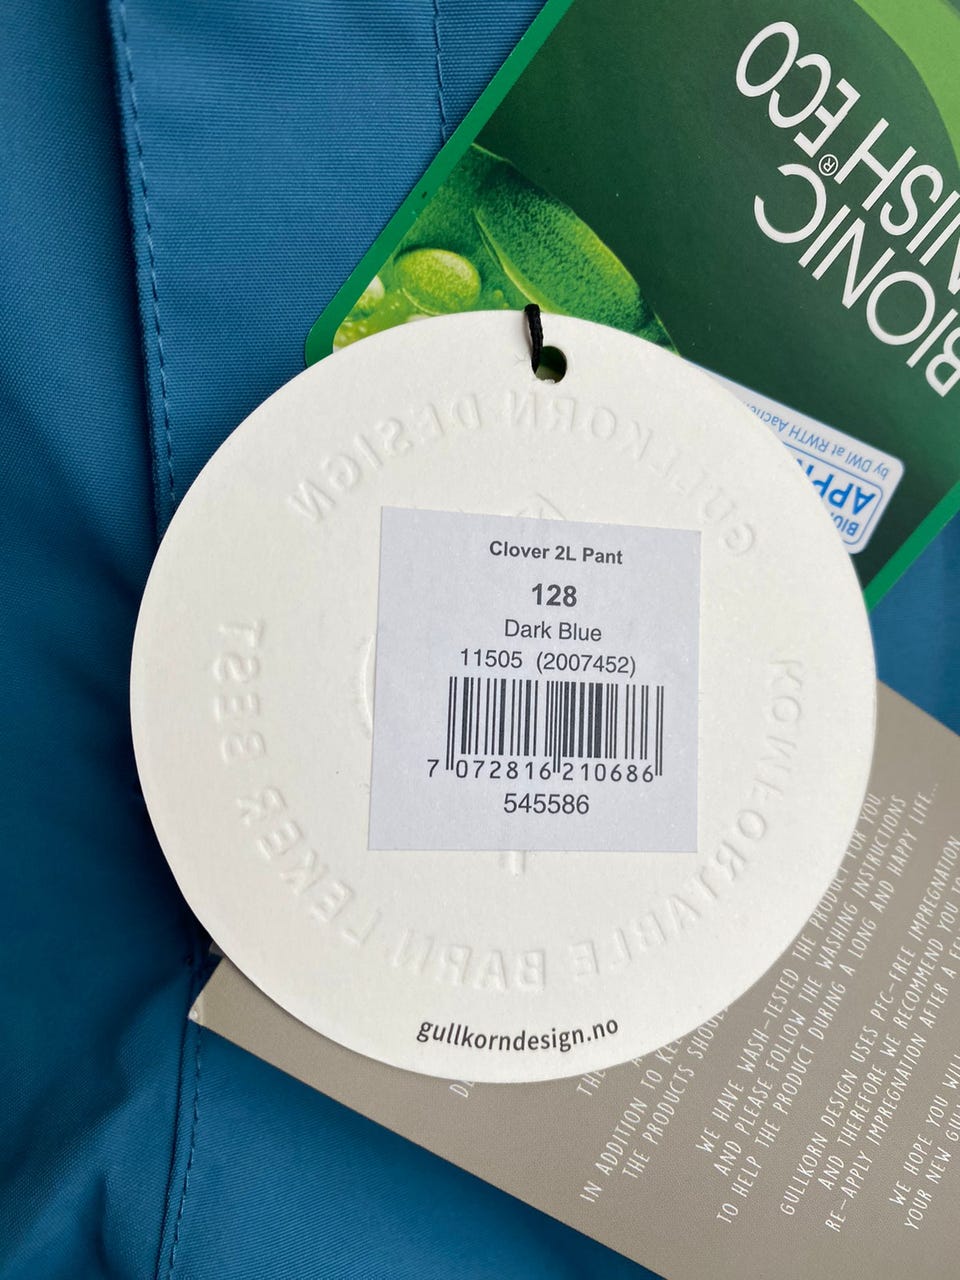 BIONIC
®
NISH ECO
by DWI at RWTH Aachen
GULLKORN DESIGN
KOMFORTABLE BARN LEKER BEST
Clover 2L Pant
128
Dark Blue
11505 (2007452)
7 072816 210686
545586
gullkorndesign.no
IN ADDITION TO
THE PRODUCTS
WE HAVE WASH-TESTED THE PRODUCT FOR YOU
AND PLEASE FOLLOW THE WASHING INSTRUCTIONS
TO HELP THE PRODUCT DURING A LONG AND HAPPY LIFE...
GULLKORN DESIGN USES PFC-FREE IMPREGNATION
AND THEREFORE WE RECOMMEND YOU TO
RE-APPLY IMPREGNATION AFTER A
WE HOPE YOU WILL
YOUR NEW